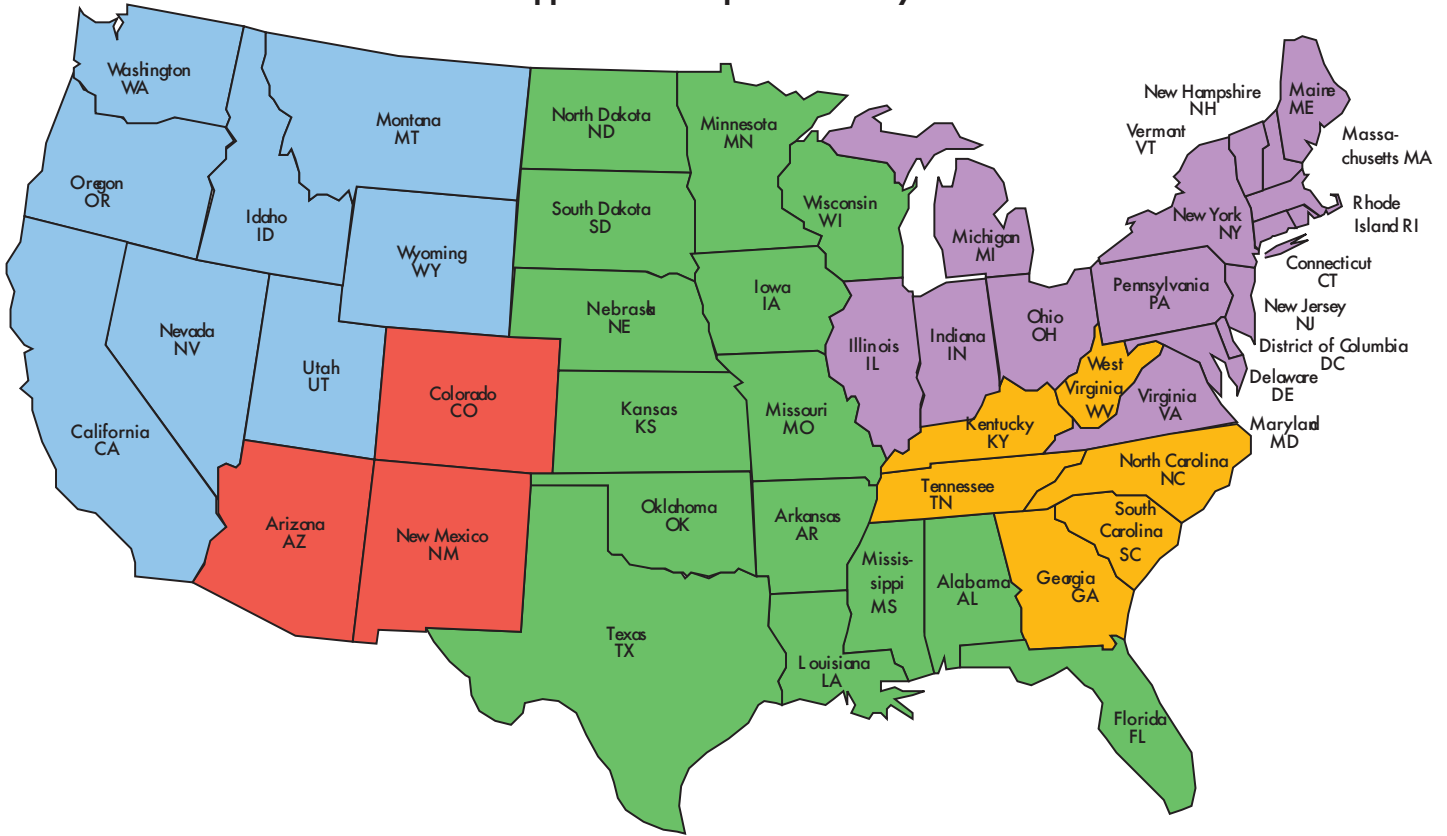 Washington
WA
Oregon
OR
California
CA
Nevada
NV
Idaho
ID
Montana
MT
Wyoming
WY
Utah
UT
Colorado
CO
Arizona
AZ
New Mexico
NM
North Dakota
ND
South Dakota
SD
Nebraska
NE
Kansas
KS
Oklahoma
OK
Texas
TX
Minnesota
MN
Iowa
IA
Missouri
MO
Arkansas
AR
Louisiana
LA
Wisconsin
WI
Illinois
IL
Michigan
MI
Indiana
IN
Ohio
OH
Kentucky
KY
Tennessee
TN
Missis-
sippi
MS
Alabama
AL
Georgia
GA
Florida
FL
South
Carolina
SC
North Carolina
NC
West
Virginia
WV
Virginia
VA
Pennsylvania
PA
New York
NY
Vermont
VT
New Hampshire
NH
Maine
ME
Massa-
chusetts MA
Rhode
Island RI
Connecticut
CT
New Jersey
NJ
District of Columbia
DC
Delaware
DE
Maryland
MD